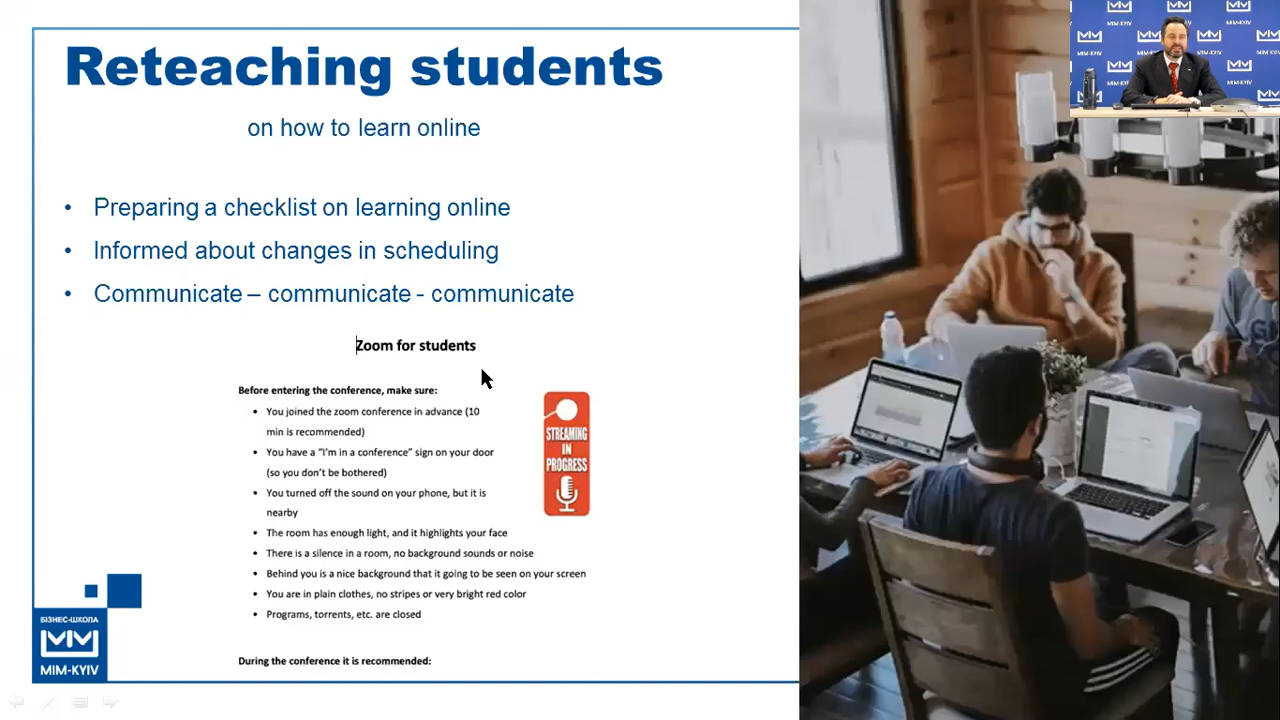 Reteaching students
on how to learn online
• Preparing a checklist on learning online
• Informed about changes in scheduling
• Communicate – communicate - communicate
Zoom for students
Before entering the conference, make sure:
• You joined the zoom conference in advance (10
min is recommended)
• You have a "I'm in a conference" sign on your door
(so you don't be bothered)
• You turned off the sound on your phone, but it is
nearby
• The room has enough light, and it highlights your face
• There is a silence in a room, no background sounds or noise
• Behind you is a nice background that it going to be seen on your screen
• You are in plain clothes, no stripes or very bright red color
• Programs, torrents, etc. are closed
During the conference it is recommended:
STREAMING
IN
PROGRESS
БІЗНЕС-ШКОЛА
MIM-KYIV
MIM-KYIV
MIM-KYIV
MIM-KYIV